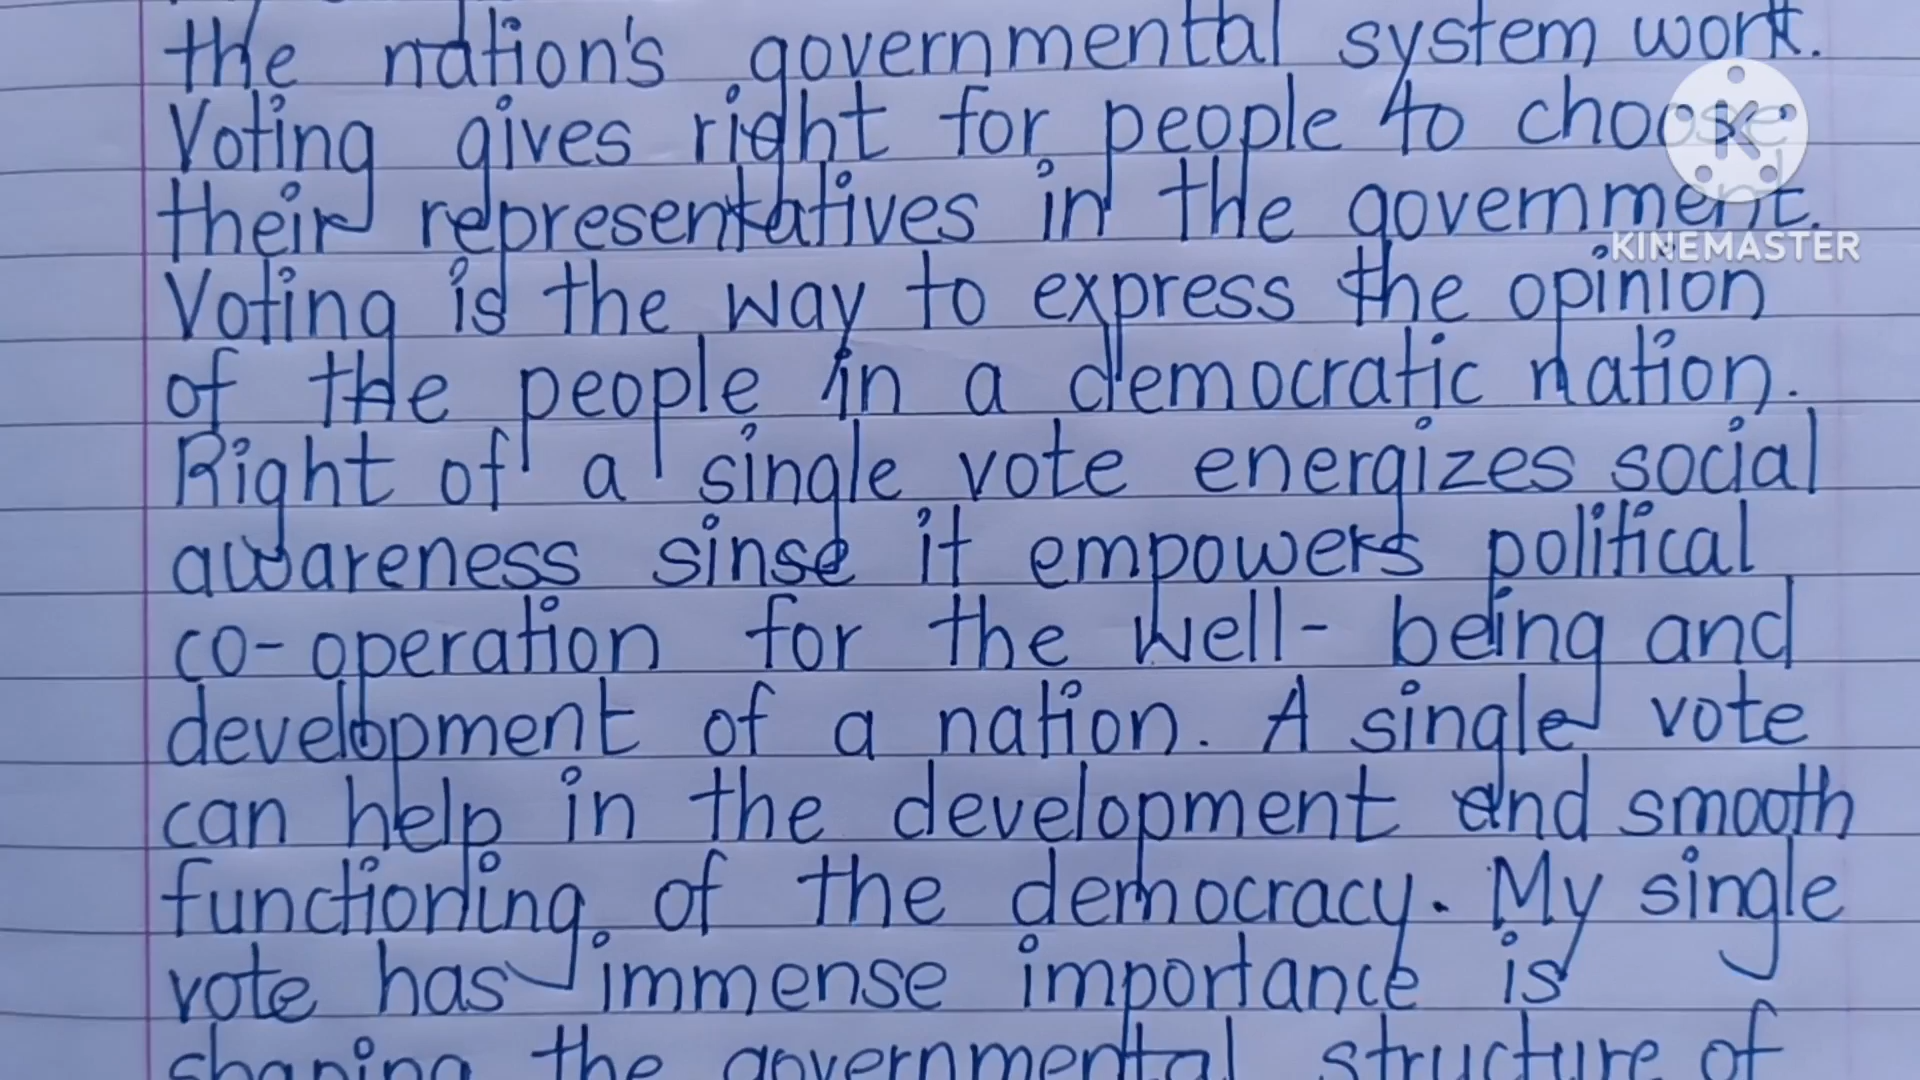 the nation's governmental system work.
Voting gives right for people to choose
their representatives in the government.
KINEMASTER
Voting is the way to express the opinion
of the people in a democratic nation.
Right of a single vote energizes social
awareness sinse it empowers political
co-operation for the well-being and
development of a nation. A single vote
can help in the development and smooth
functioning of the democracy. My single
vote has immense importance is
shaping the governmental structure of